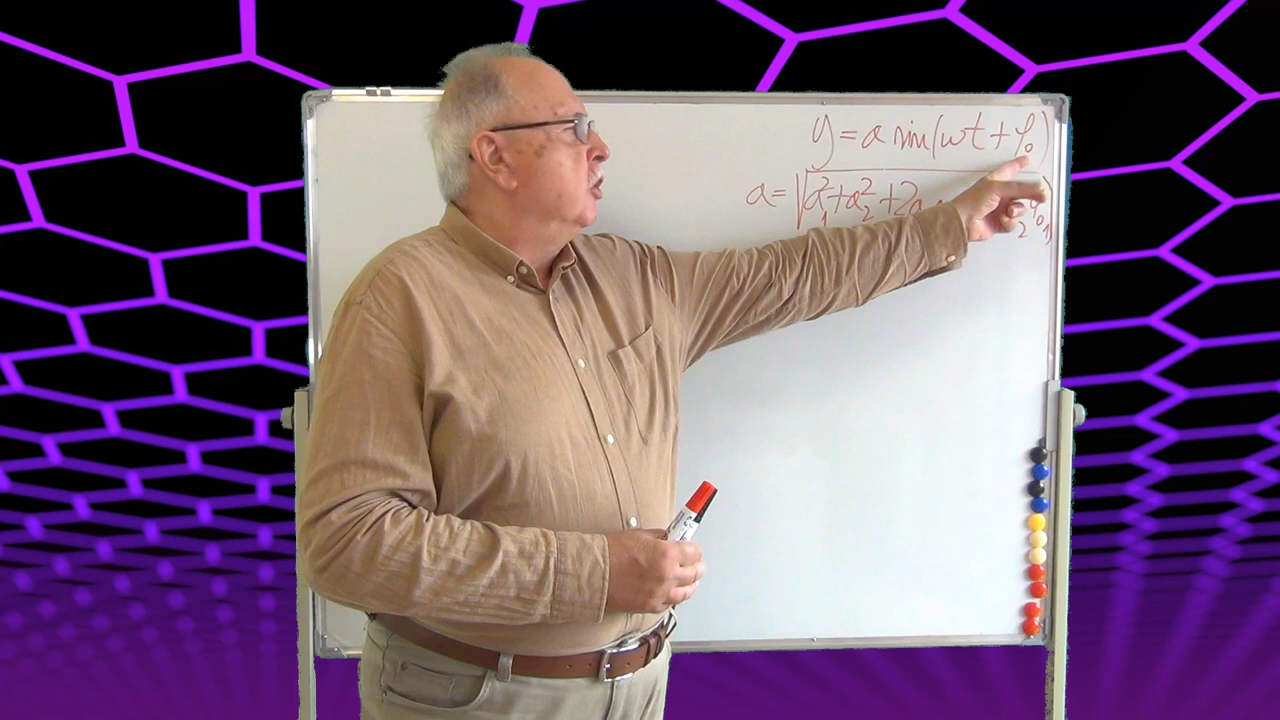 y = a sin(ωt + φ₀)
a = √a₁² + a₂² + 2a